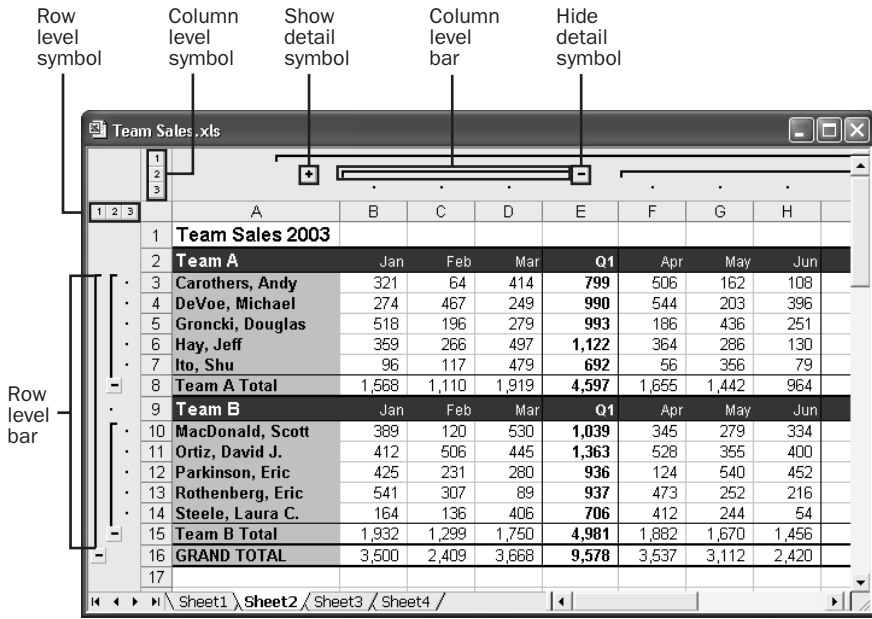 Row level symbol
Column level symbol
Show detail symbol
Column level bar
Hide detail symbol
Team Sales.xls
1
2
3
+
-
1 2 3
A B C D E F G H
1 Team Sales 2003
2 Team A Jan Feb Mar Q1 Apr May Jun
3 Carothers, Andy 321 64 414 799 506 162 108
4 DeVoe, Michael 274 467 249 990 544 203 396
5 Groncki, Douglas 518 196 279 993 186 436 251
6 Hay, Jeff 359 266 497 1,122 364 286 130
7 Ito, Shu 96 117 479 692 56 356 79
8 Team A Total 1,568 1,110 1,919 4,597 1,655 1,442 964
Row level bar
9 Team B Jan Feb Mar Q1 Apr May Jun
10 MacDonald, Scott 389 120 530 1,039 345 279 334
11 Ortiz, David J. 412 506 445 1,363 528 355 400
12 Parkinson, Eric 425 231 280 936 124 540 452
13 Rothenberg, Eric 541 307 89 937 473 252 216
14 Steele, Laura C. 164 136 406 706 412 244 54
15 Team B Total 1,932 1,299 1,750 4,981 1,882 1,670 1,456
16 GRAND TOTAL 3,500 2,409 3,668 9,578 3,537 3,112 2,420
17
Sheet1 Sheet2 Sheet3 Sheet4